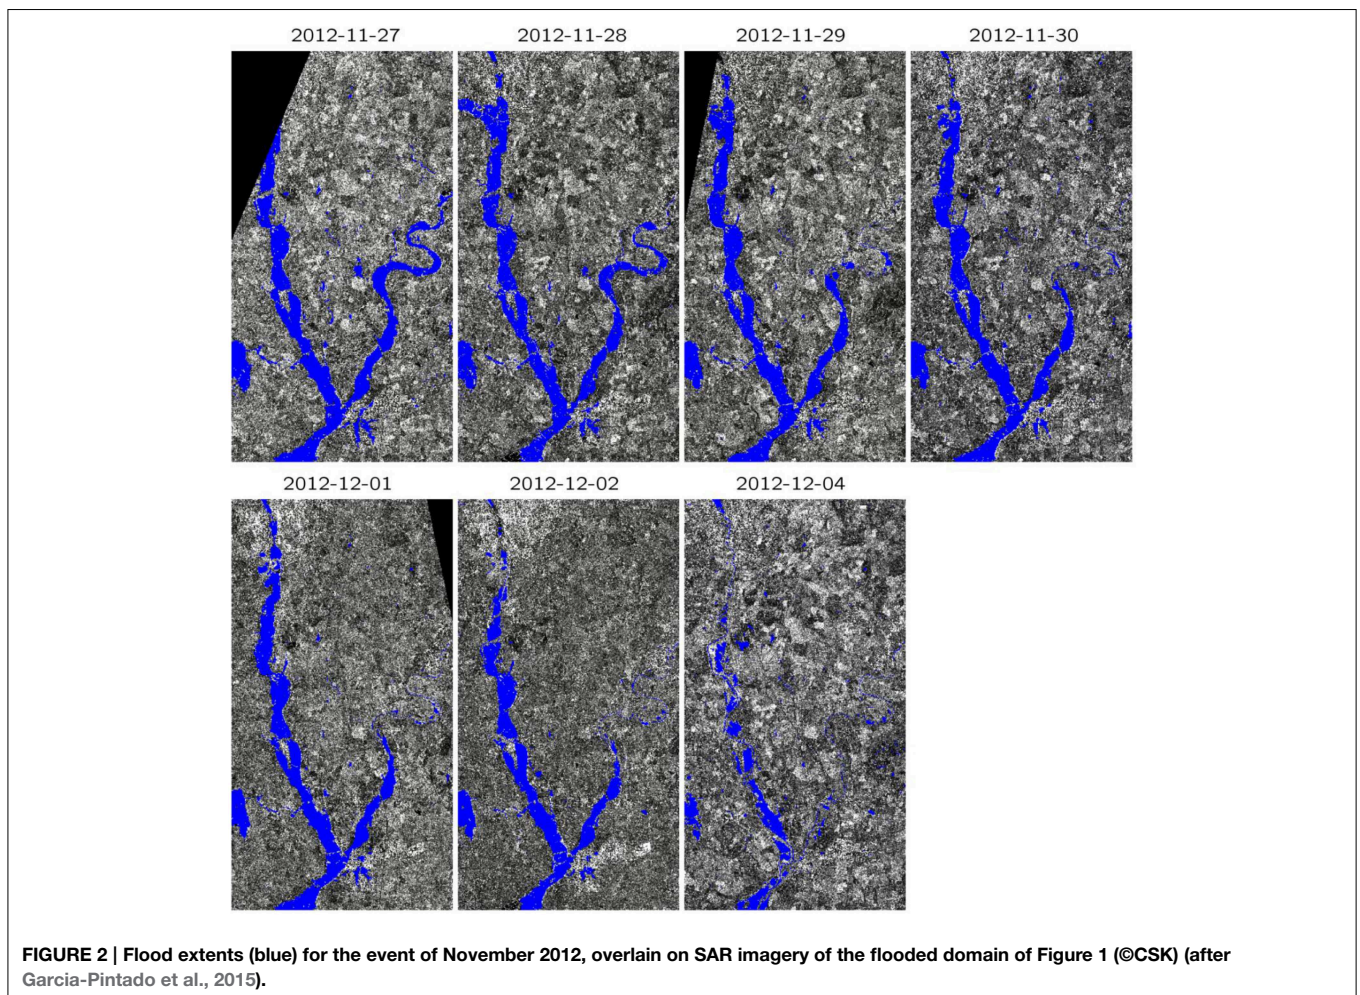 2012-11-27 2012-11-28 2012-11-29 2012-11-30
2012-12-01 2012-12-02 2012-12-04
FIGURE 2 | Flood extents (blue) for the event of November 2012, overlain on SAR imagery of the flooded domain of Figure 1 (©CSK) (after
Garcia-Pintado et al., 2015).